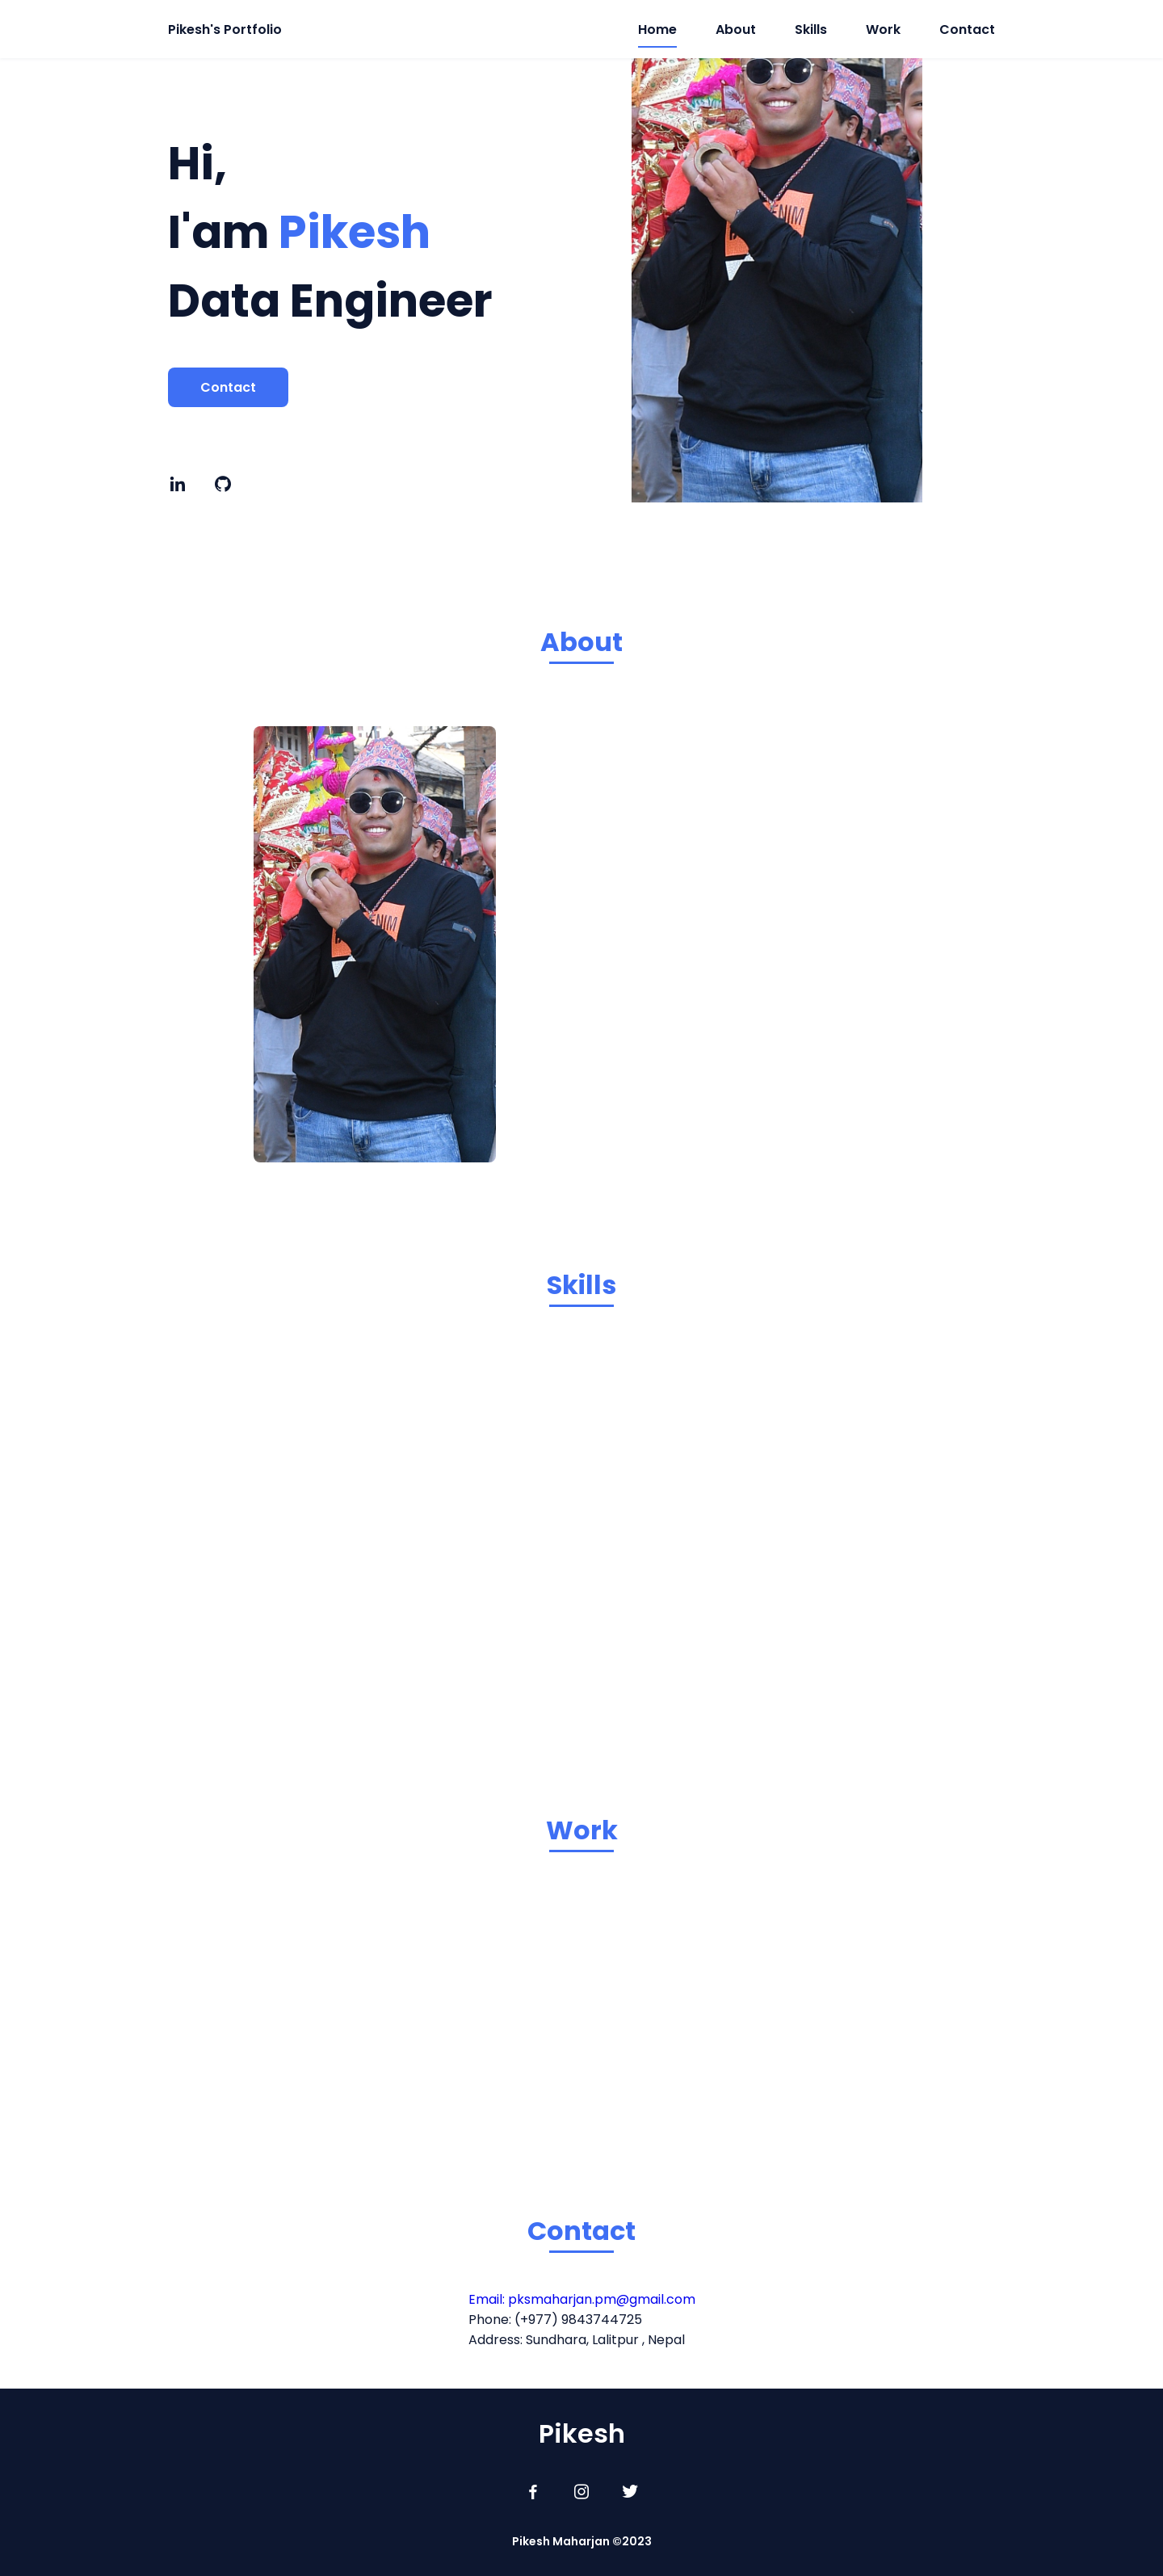 Pikesh's Portfolio
Home
About
Skills
Work
Contact
Hi,
I'am Pikesh
Data Engineer
Contact
About
Skills
Work
Contact
Email: pksmaharjan.pm@gmail.com
Phone: (+977) 9843744725
Address: Sundhara, Lalitpur , Nepal
Pikesh
Pikesh Maharjan ©2023